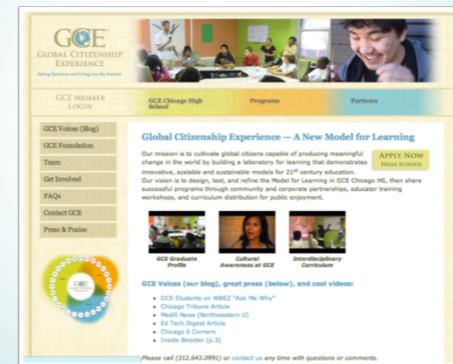 GCE
GLOBAL CITIZENSHIP
EXPERIENCE
Asking Questions and Living into the Answers
GCE MEMBER
LOGIN
GCE Chicago High
School
Programs
Partners
GCE Voices (Blog)
GCE Foundation
Team
Get Involved
FAQs
Contact GCE
Press & Praise
Global Citizenship Experience — A New Model for Learning
Our mission is to cultivate global citizens capable of producing meaningful
change in the world by building a laboratory for learning that demonstrates
innovative, scalable and sustainable models for 21st century education.
APPLY NOW
HIGH SCHOOL
Our vision is to design, test, and refine the Model for Learning in GCE Chicago HS, then share
successful programs through community and corporate partnerships, educator training
workshops, and curriculum distribution for public enjoyment.
GCE Graduate
Profile
Cultural
Awareness at GCE
Interdisciplinary
Curriculum
GCE Voices (our blog), great press (below), and cool videos:
GCE Students on WBEZ "Ask Me Why"
Chicago Tribune Article
Medill News (Northwestern U)
Ed Tech Digest Article
Chicago 6 Corners
Inside Booster (p.3)
Please call (312.643.0991) or contact us any time with questions or comments.